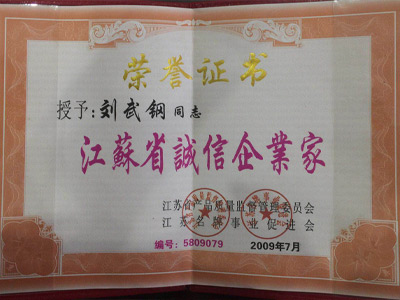 荣誉证书
授予:刘武钢同志
江蘇省誠信企業家
江苏省产品质量监督管理委员会
江苏名牌事业促进会
编号:5809079 2009年7月